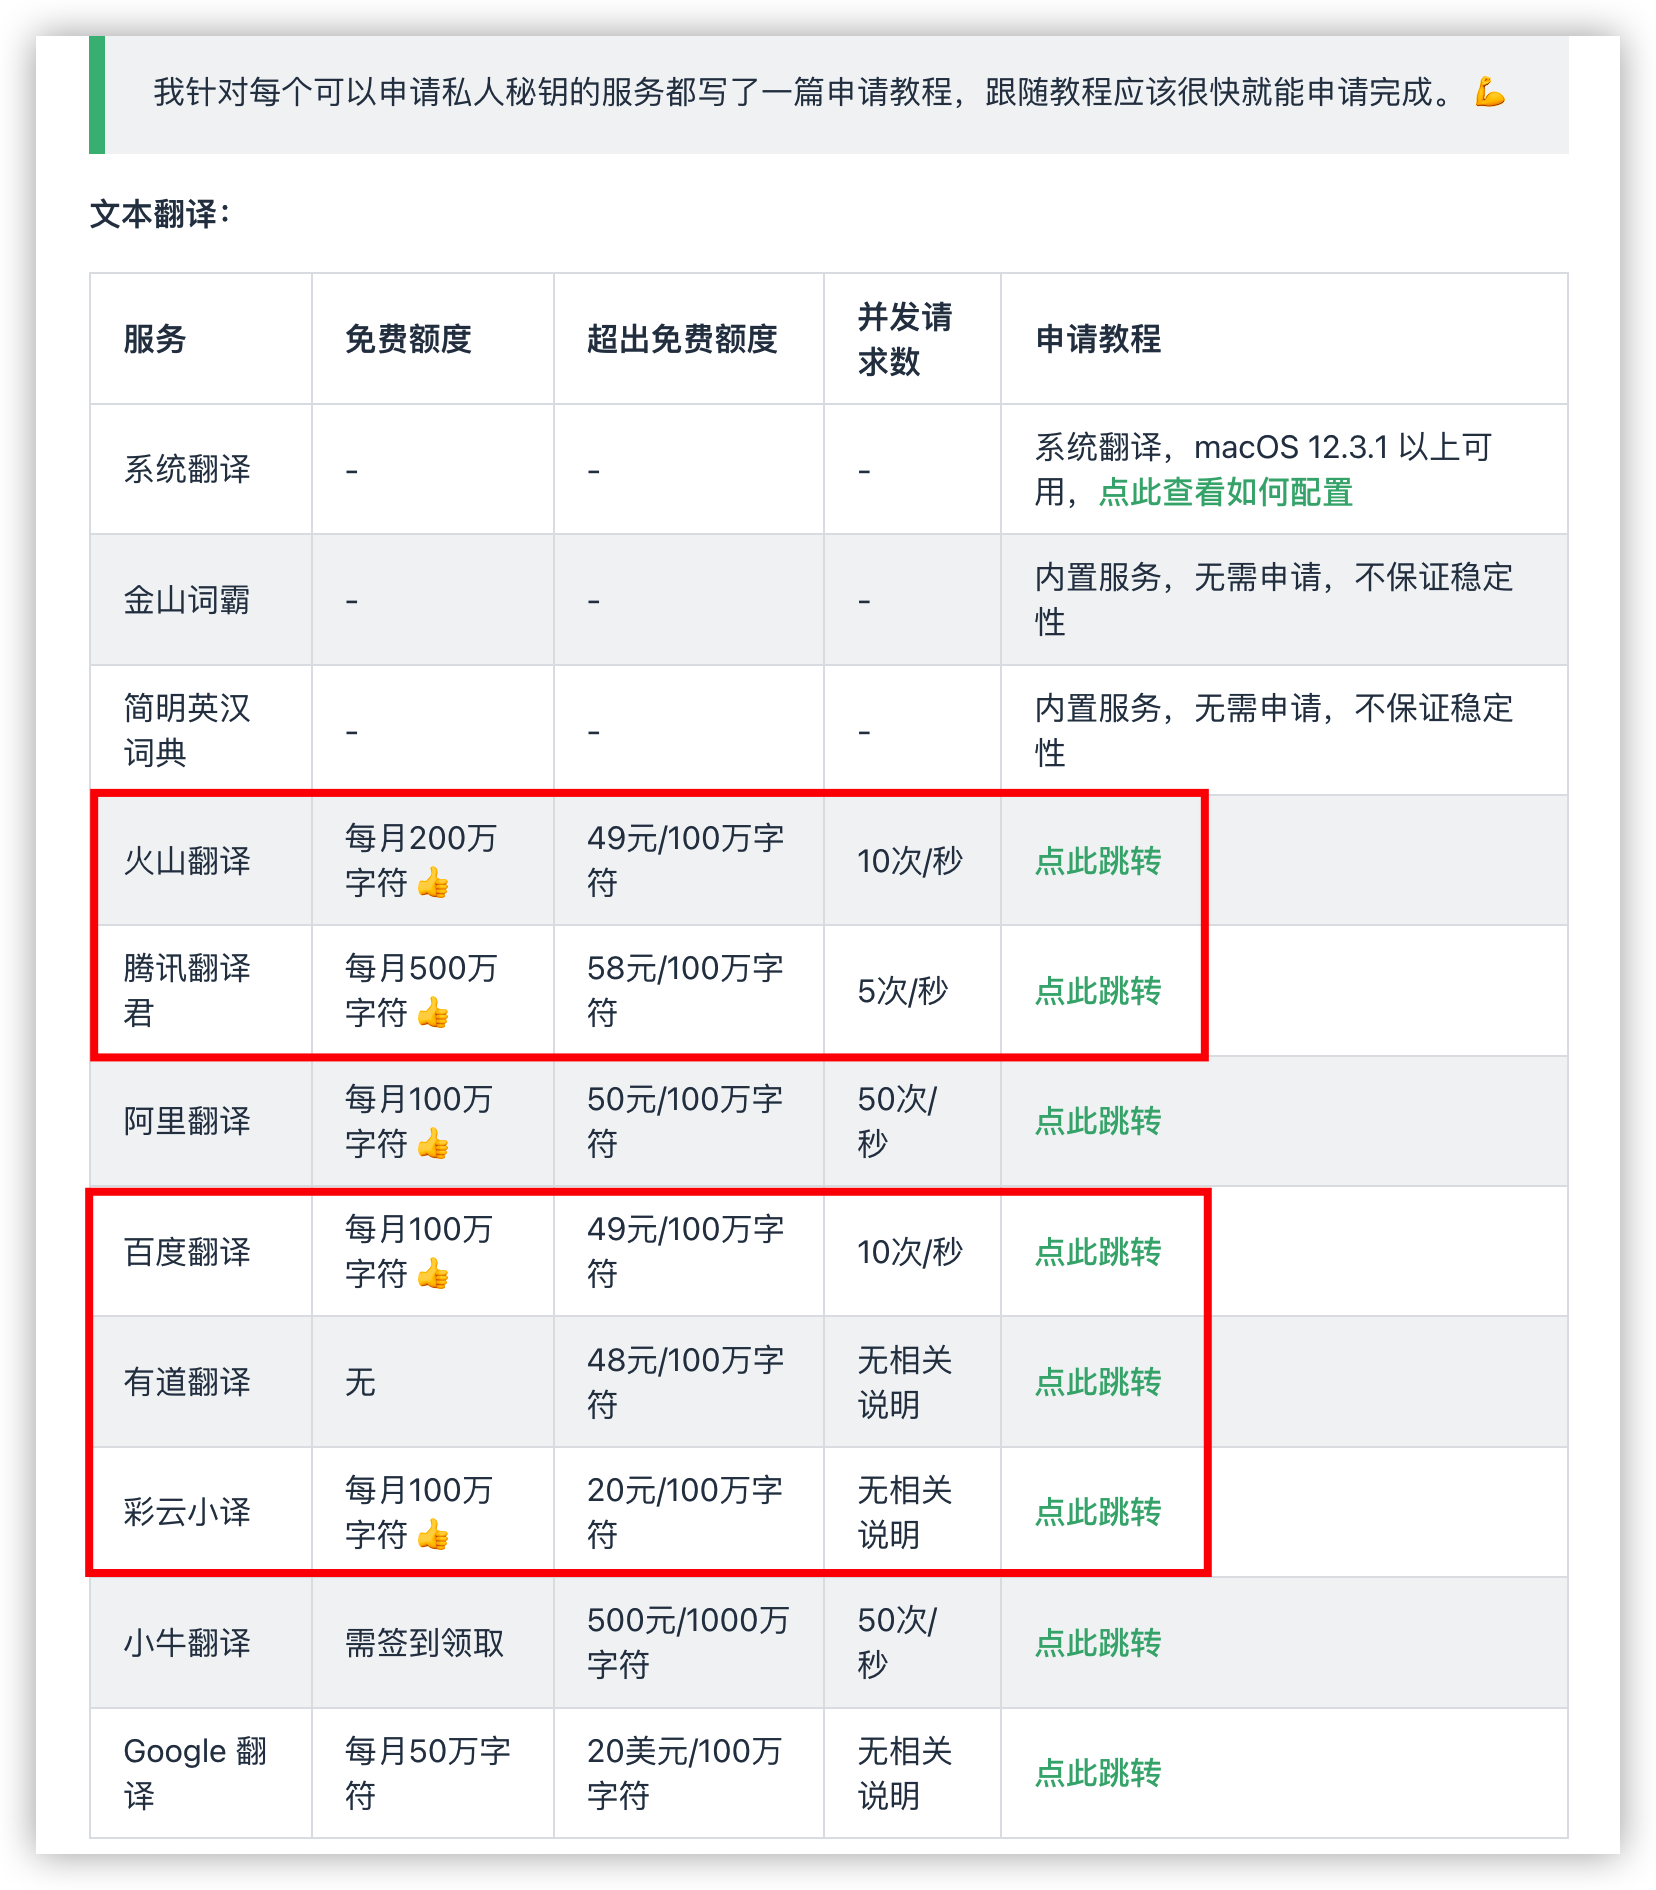 我针对每个可以申请私人秘钥的服务都写了一篇申请教程，跟随教程应该很快就能申请完成。💪
文本翻译：
服务
免费额度
超出免费额度
并发请
求数
申请教程
系统翻译
-
-
-
系统翻译，macOS 12.3.1 以上可
用，点此查看如何配置
金山词霸
-
-
-
内置服务，无需申请，不保证稳定
性
简明英汉
词典
-
-
-
内置服务，无需申请，不保证稳定
性
火山翻译
每月200万
字符👍
49元/100万字
符
10次/秒
点此跳转
腾讯翻译
君
每月500万
字符👍
58元/100万字
符
5次/秒
点此跳转
阿里翻译
每月100万
字符👍
50元/100万字
符
50次/
秒
点此跳转
百度翻译
每月100万
字符👍
49元/100万字
符
10次/秒
点此跳转
有道翻译
无
48元/100万字
符
无相关
说明
点此跳转
彩云小译
每月100万
字符👍
20元/100万字
符
无相关
说明
点此跳转
小牛翻译
需签到领取
500元/1000万
字符
50次/
秒
点此跳转
Google 翻
译
每月50万字
符
20美元/100万
字符
无相关
说明
点此跳转